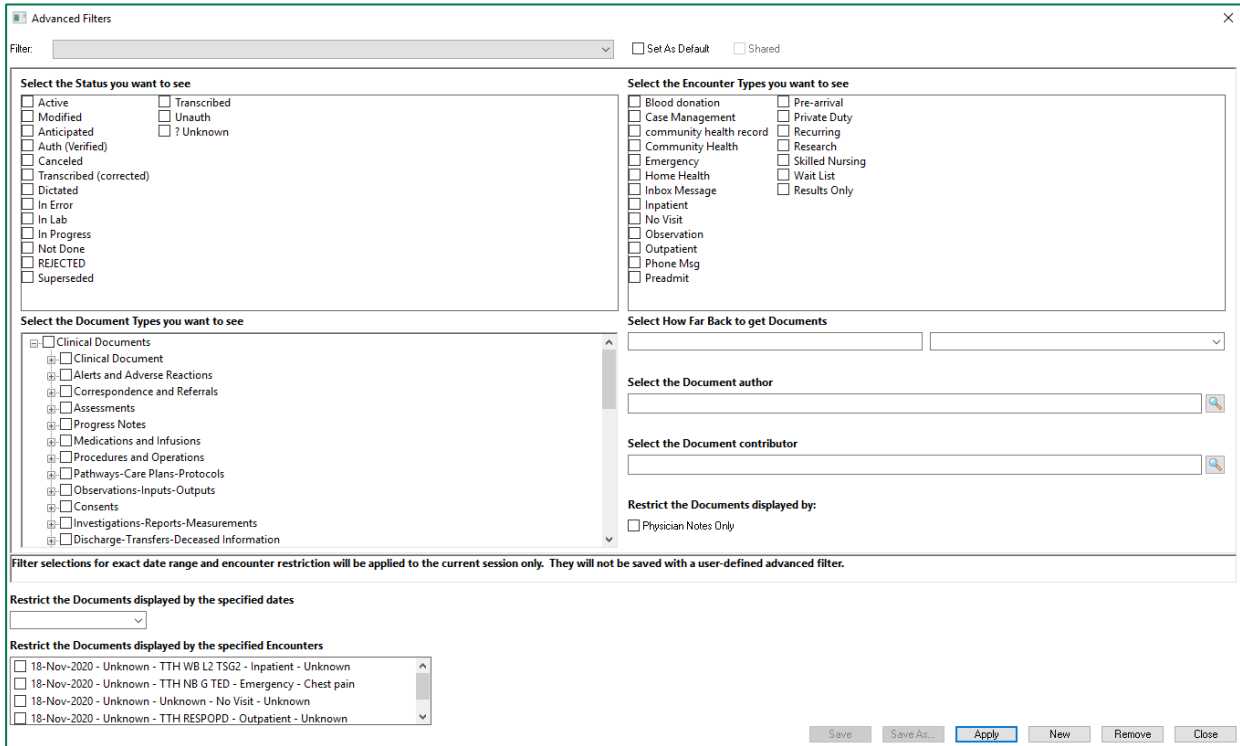 Advanced Filters
Filter:
Set As Default
Shared
Select the Status you want to see
Active
Modified
Anticipated
Auth (Verified)
Canceled
Transcribed (corrected)
Dictated
In Error
In Lab
In Progress
Not Done
REJECTED
Superseded
Transcribed
Unauth
? Unknown
Select the Encounter Types you want to see
Blood donation
Case Management
community health record
Community Health
Emergency
Home Health
Inbox Message
Inpatient
No Visit
Observation
Outpatient
Phone Msg
Preadmit
Pre-arrival
Private Duty
Recurring
Research
Skilled Nursing
Wait List
Results Only
Select the Document Types you want to see
Clinical Documents
Clinical Document
Alerts and Adverse Reactions
Correspondence and Referrals
Assessments
Progress Notes
Medications and Infusions
Procedures and Operations
Pathways-Care Plans-Protocols
Observations-Inputs-Outputs
Consents
Investigations-Reports-Measurements
Discharge-Transfers-Deceased Information
Select How Far Back to get Documents
Select the Document author
Select the Document contributor
Restrict the Documents displayed by:
Physician Notes Only
Filter selections for exact date range and encounter restriction will be applied to the current session only. They will not be saved with a user-defined advanced filter.
Restrict the Documents displayed by the specified dates
Restrict the Documents displayed by the specified Encounters
18-Nov-2020 - Unknown - TTH WB L2 TSG2 - Inpatient - Unknown
18-Nov-2020 - Unknown - TTH NB G TED - Emergency - Chest pain
18-Nov-2020 - Unknown - Unknown - No Visit - Unknown
18-Nov-2020 - Unknown - TTH RESPOPD - Outpatient - Unknown
Save
Save As...
Apply
New
Remove
Close